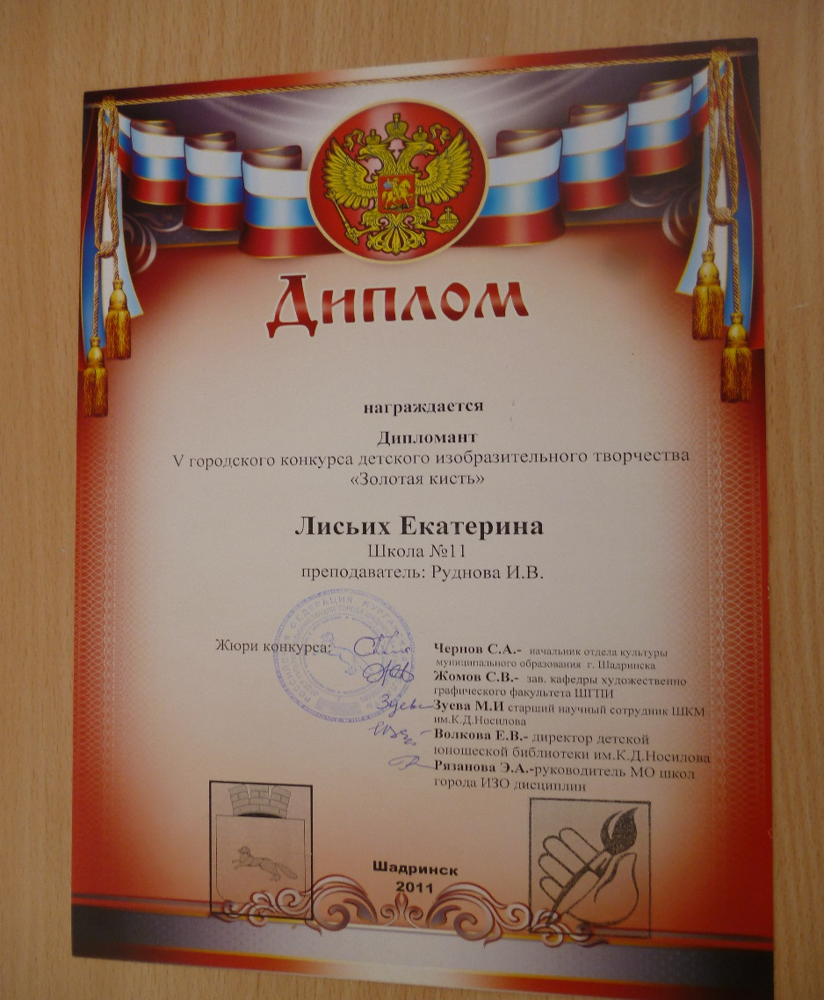 Диплом
награждается
Дипломант
V городского конкурса детского изобразительного творчества
«Золотая кисть»
Лисьих Екатерина
Школа №11
преподаватель: Руднова И.В.
Жюри конкурса:
Чернов С.А.- начальник отдела культуры
муниципального образования г. Шадринска
Жомов С.В.- зав. кафедры художественно
графического факультета ШГПИ
Зуева М.И старший научный сотрудник ШКМ
им.К.Д.Носилова
Волкова Е.В.- директор детской
юношеской библиотеки им.К.Д.Носилова
Рязанова Э.А.-руководитель МО школ
города ИЗО дисциплин
РОССИЙСКАЯ ФЕДЕРАЦИЯ
Шадринск
2011